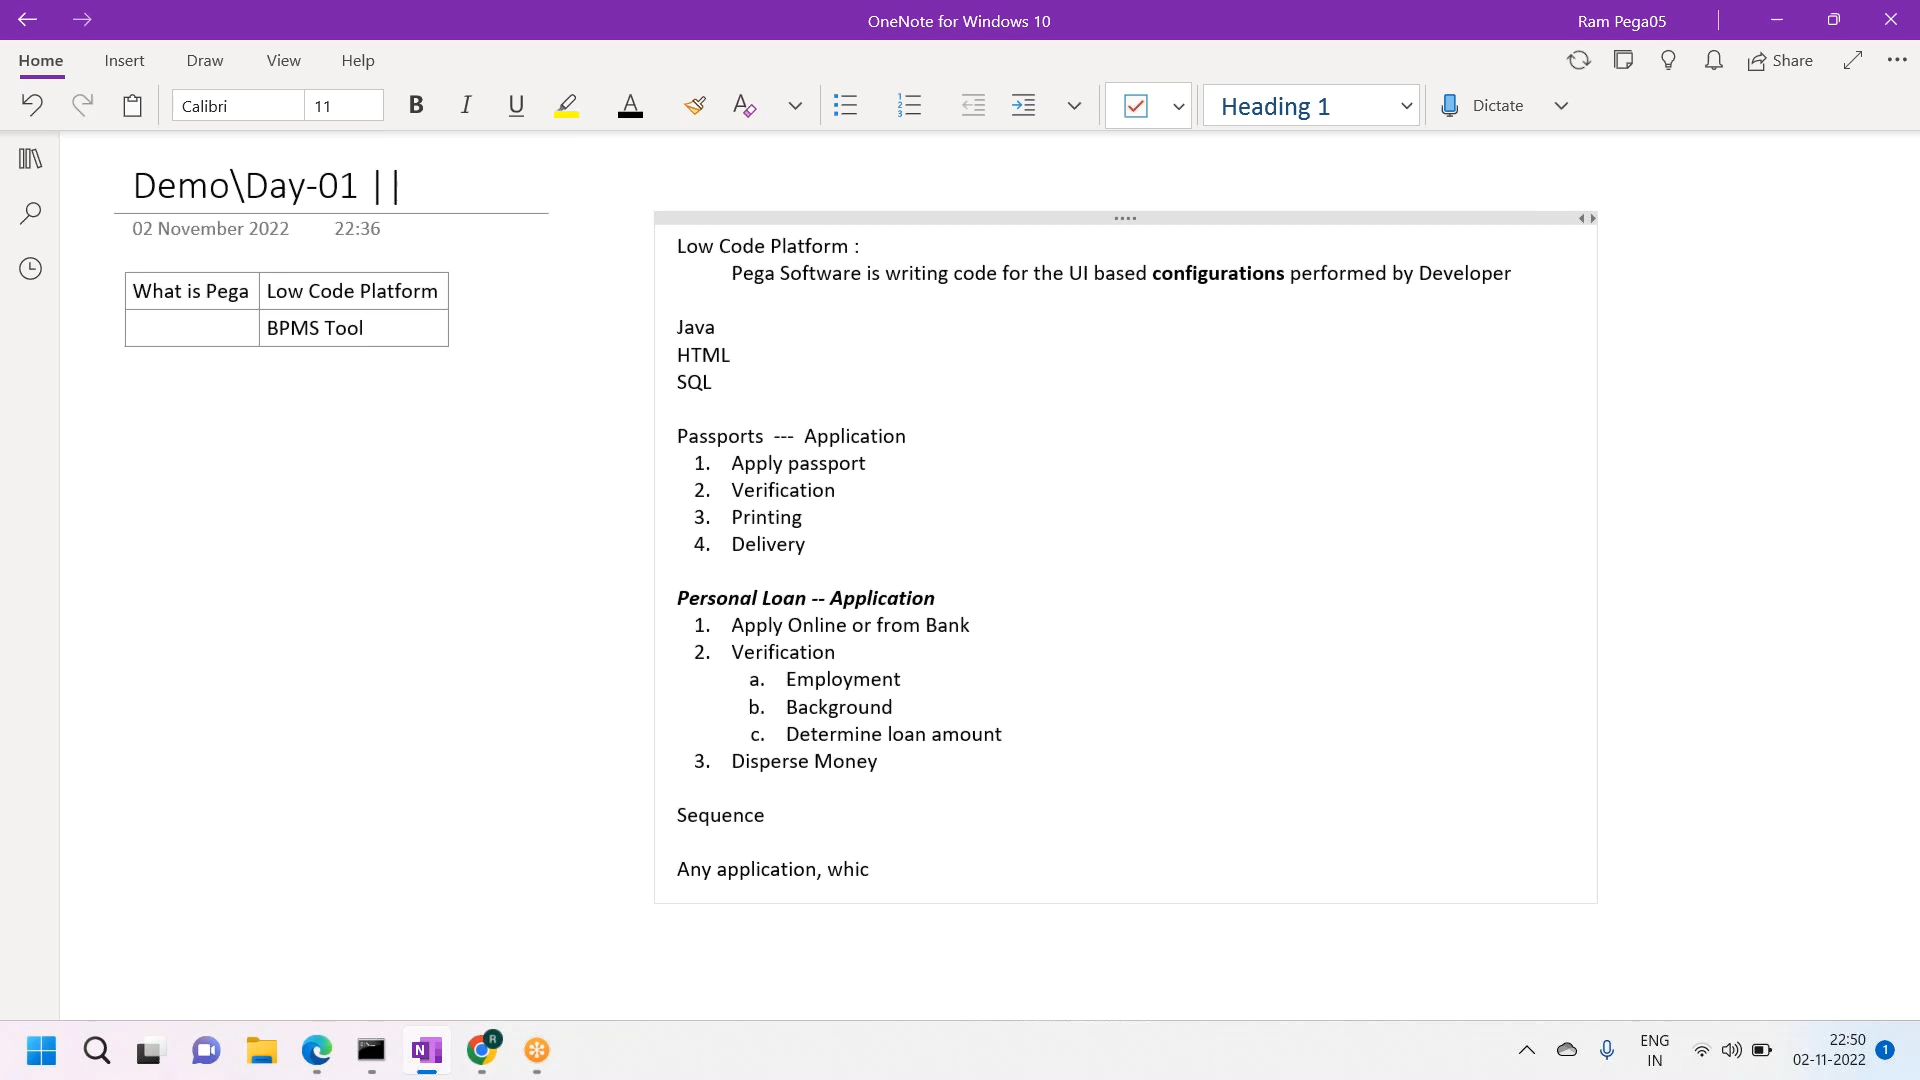 OneNote for Windows 10
Ram Pega05
Home Insert Draw View Help
Share
Calibri 11 B I U A A Heading 1 Dictate
Demo\Day-01 ||
02 November 2022 22:36
What is Pega Low Code Platform
BPMS Tool
Low Code Platform :
Pega Software is writing code for the UI based configurations performed by Developer
Java
HTML
SQL
Passports --- Application
1. Apply passport
2. Verification
3. Printing
4. Delivery
Personal Loan -- Application
1. Apply Online or from Bank
2. Verification
a. Employment
b. Background
c. Determine loan amount
3. Disperse Money
Sequence
Any application, whic
ENG
IN
22:50
02-11-2022
1